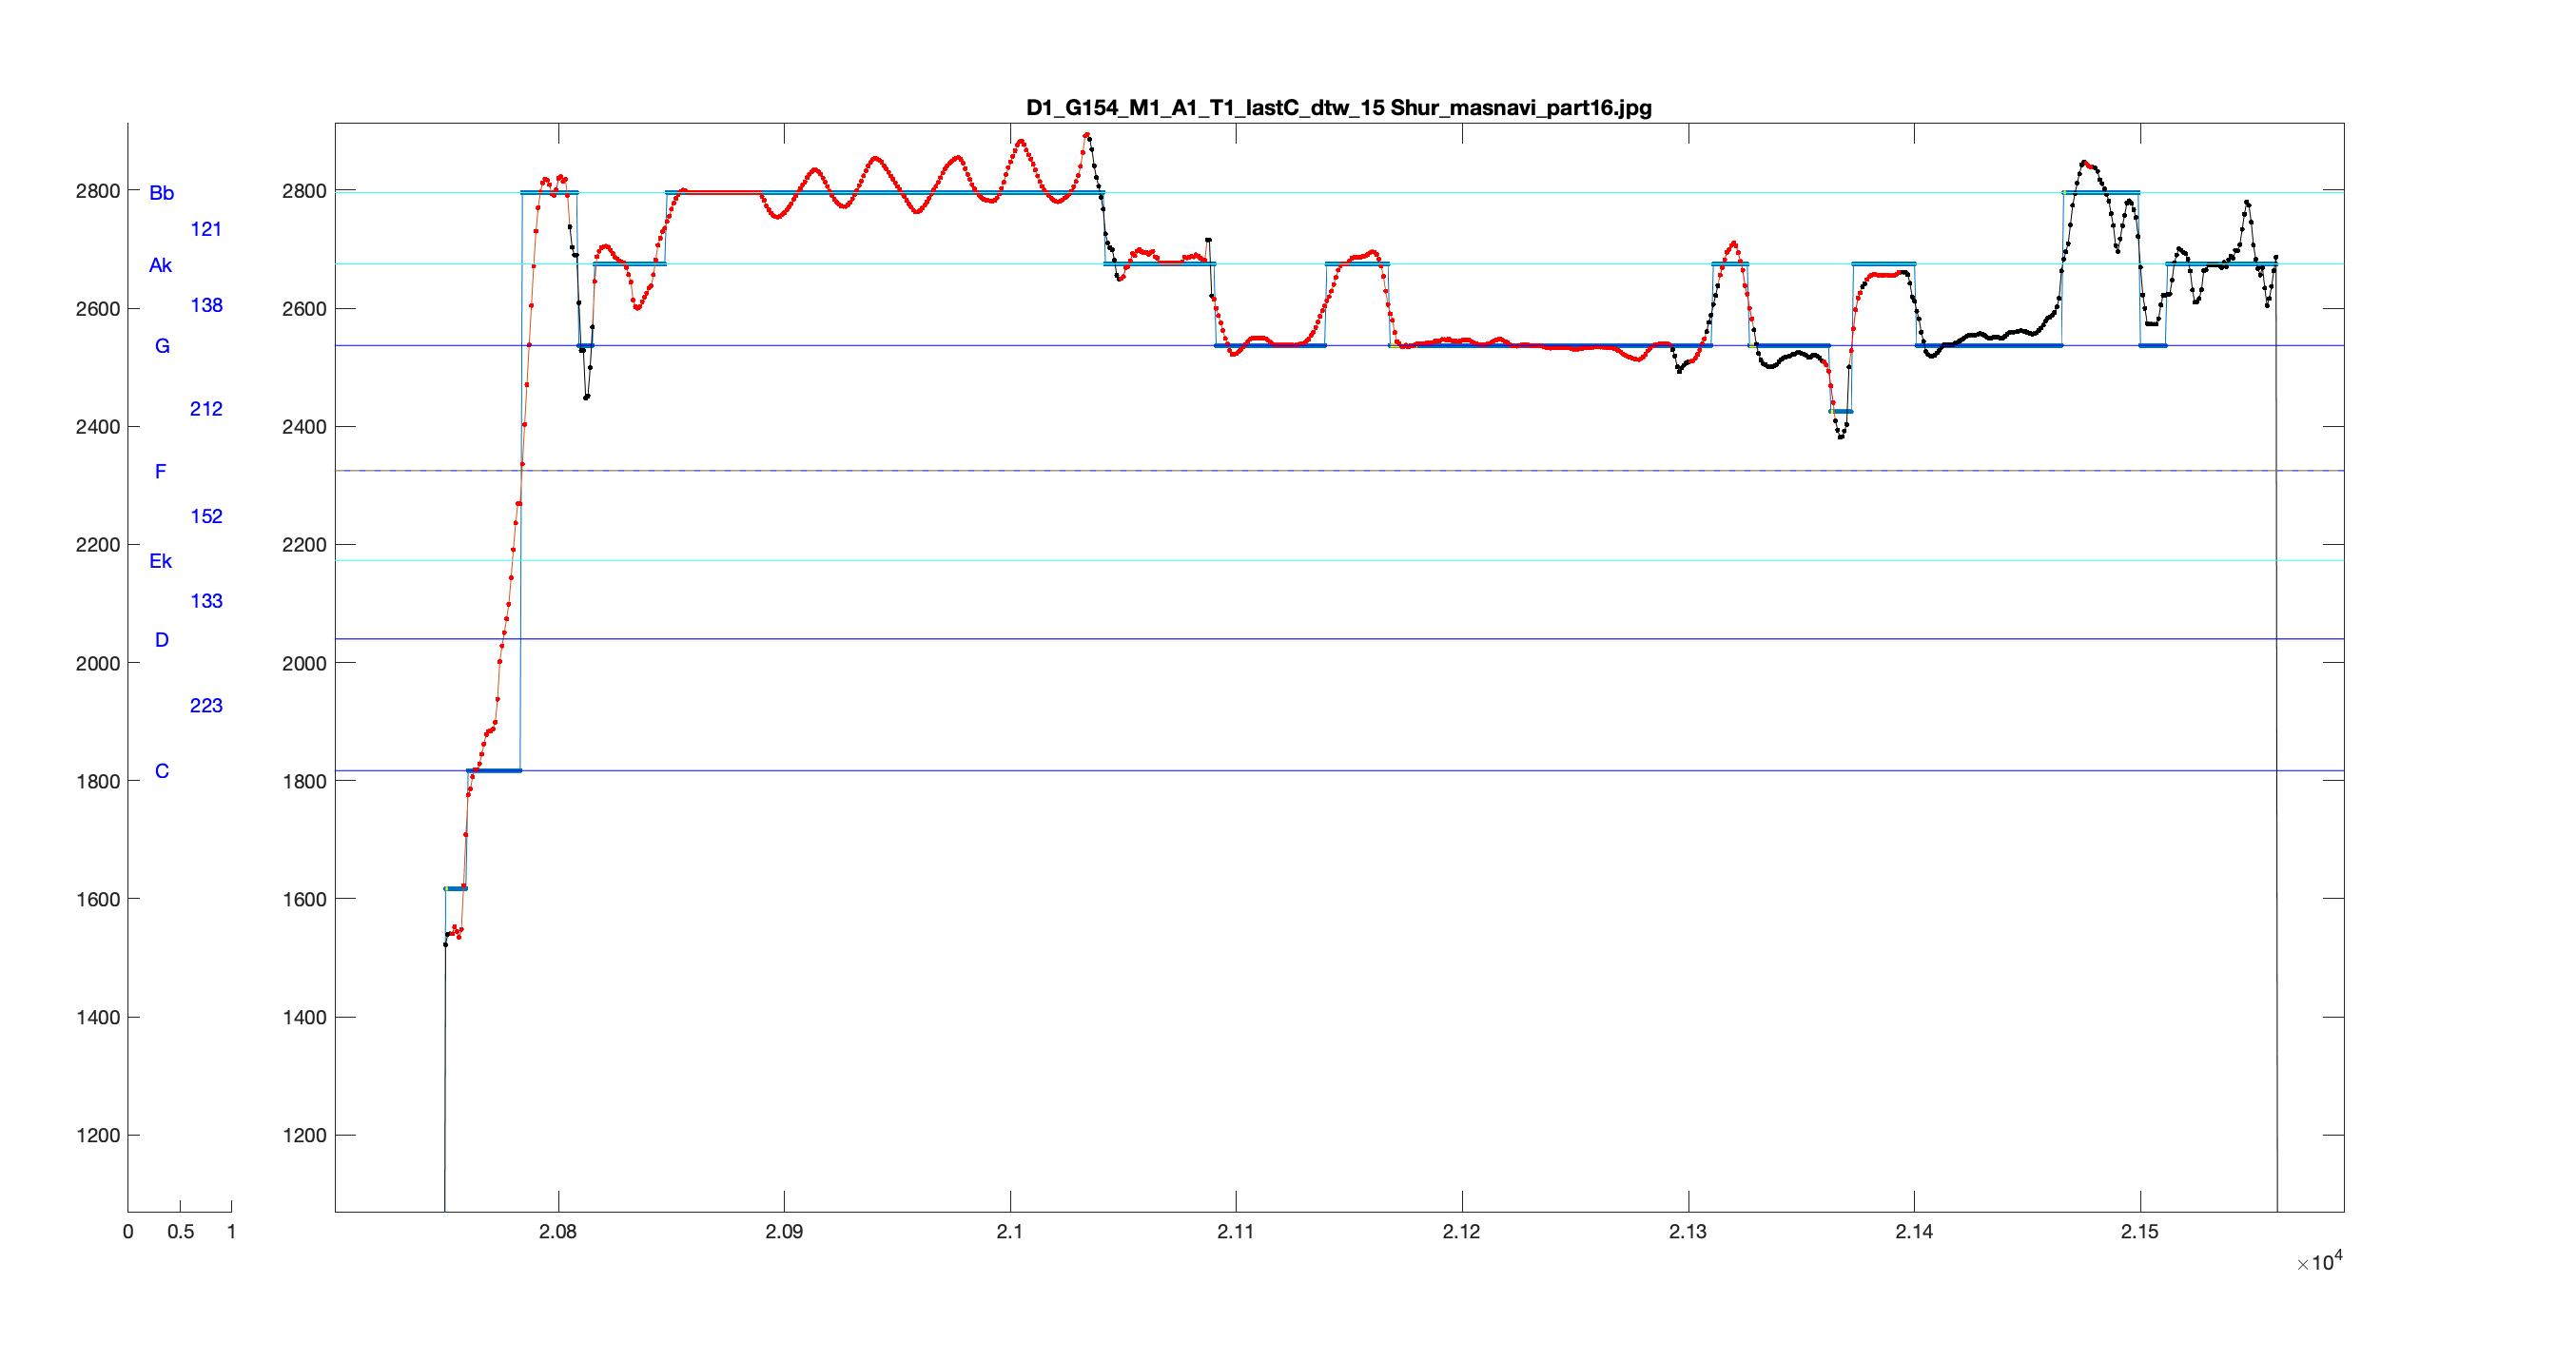 D1_G154_M1_A1_T1_lastC_dtw_15 Shur_masnavi_part16.jpg
2800 Bb 2800
121
Ak
2600 138 2600
G
2400 212 2400
F
152
2200 Ek 2200
133
D
2000 2000
223
1800 C 1800
1600 1600
1400 1400
1200 1200
0 0.5 1 2.08 2.09 2.1 2.11 2.12 2.13 2.14 2.15
×10⁴